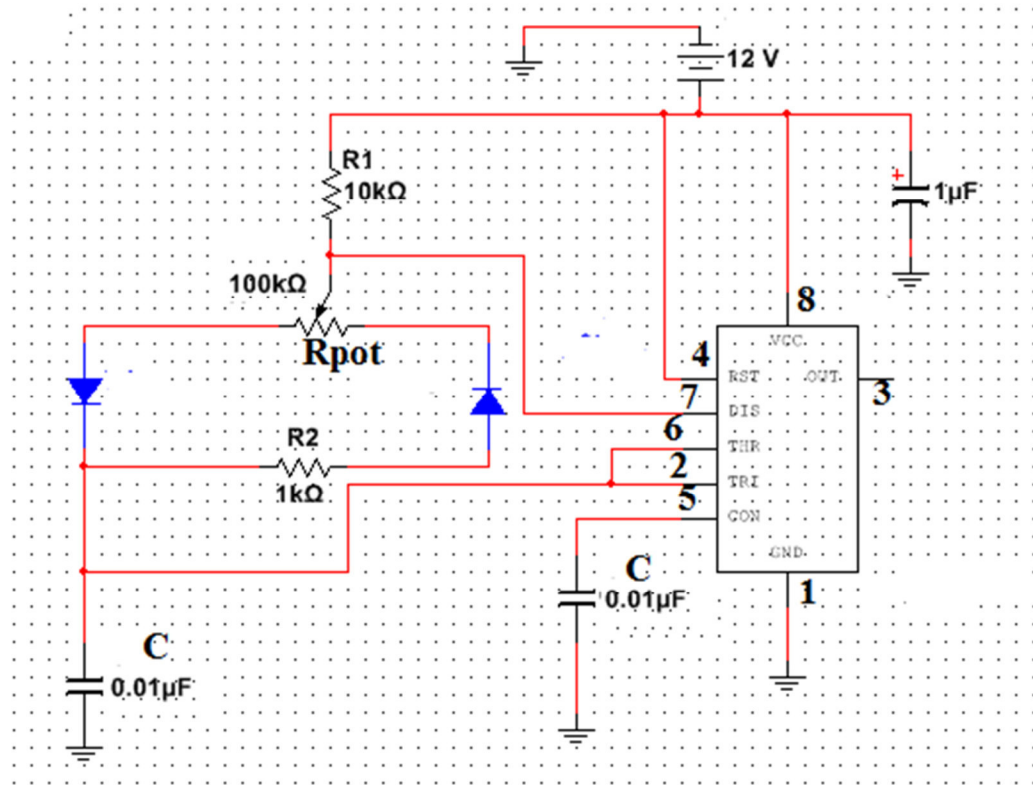 12 V
R1
10kΩ
+
1µF
100kΩ
Rpot
8
VCC
4
RST
OUT
3
7
DIS
6
THR
R2
1kΩ
2
TRI
5
CON
GND
C
0.01µF
1
C
0.01µF